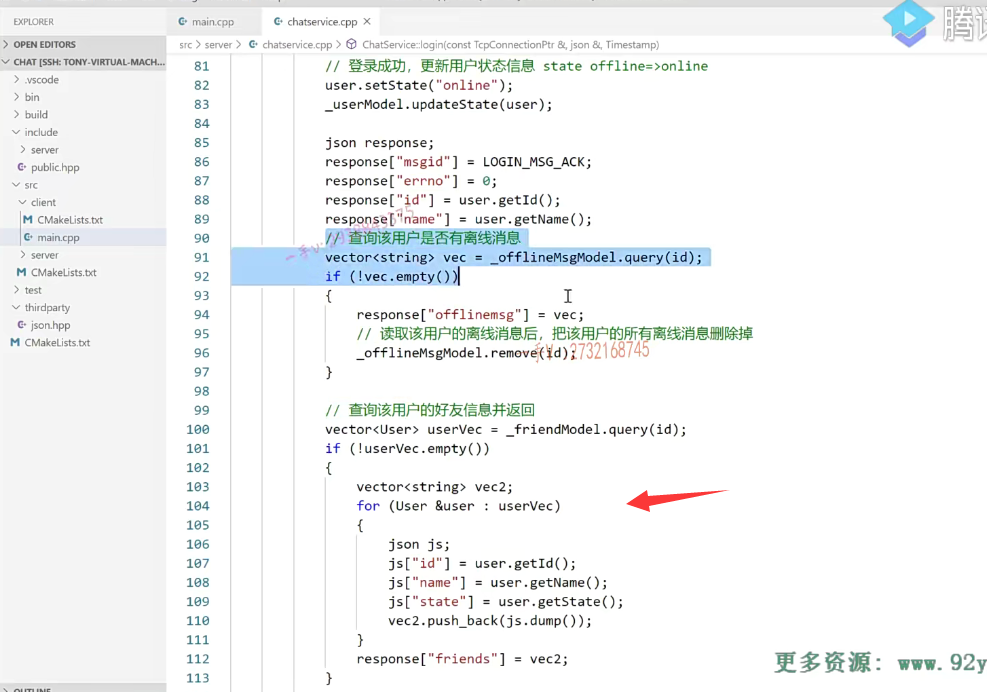 EXPLORER
main.cpp
chatservice.cpp
OPEN EDITORS
src > server > chatservice.cpp > ChatService::login(const TcpConnectionPtr &, json &, Timestamp)
CHAT [SSH: TONY-VIRTUAL-MACH...
.vscode
bin
build
include
server
public.hpp
src
client
CMakeLists.txt
main.cpp
server
CMakeLists.txt
test
thirdparty
json.hpp
CMakeLists.txt
OUTLINE
81 // 登录成功，更新用户状态信息 state offline=>online
82 user.setState("online");
83 _userModel.updateState(user);
84
85 json response;
86 response["msgid"] = LOGIN_MSG_ACK;
87 response["errno"] = 0;
88 response["id"] = user.getId();
89 response["name"] = user.getName();
90 // 查询该用户是否有离线消息
91 vector<string> vec = _offlineMsgModel.query(id);
92 if (!vec.empty())
93 {
94 response["offlinemsg"] = vec;
95 // 读取该用户的离线消息后，把该用户的所有离线消息删除掉
96 _offlineMsgModel.remove(id);
97 }
98
99 // 查询该用户的好友信息并返回
100 vector<User> userVec = _friendModel.query(id);
101 if (!userVec.empty())
102 {
103 vector<string> vec2;
104 for (User &user : userVec)
105 {
106 json js;
107 js["id"] = user.getId();
108 js["name"] = user.getName();
109 js["state"] = user.getState();
110 vec2.push_back(js.dump());
111 }
112 response["friends"] = vec2;
113 }
2732168745
腾
更多资源: www.92y